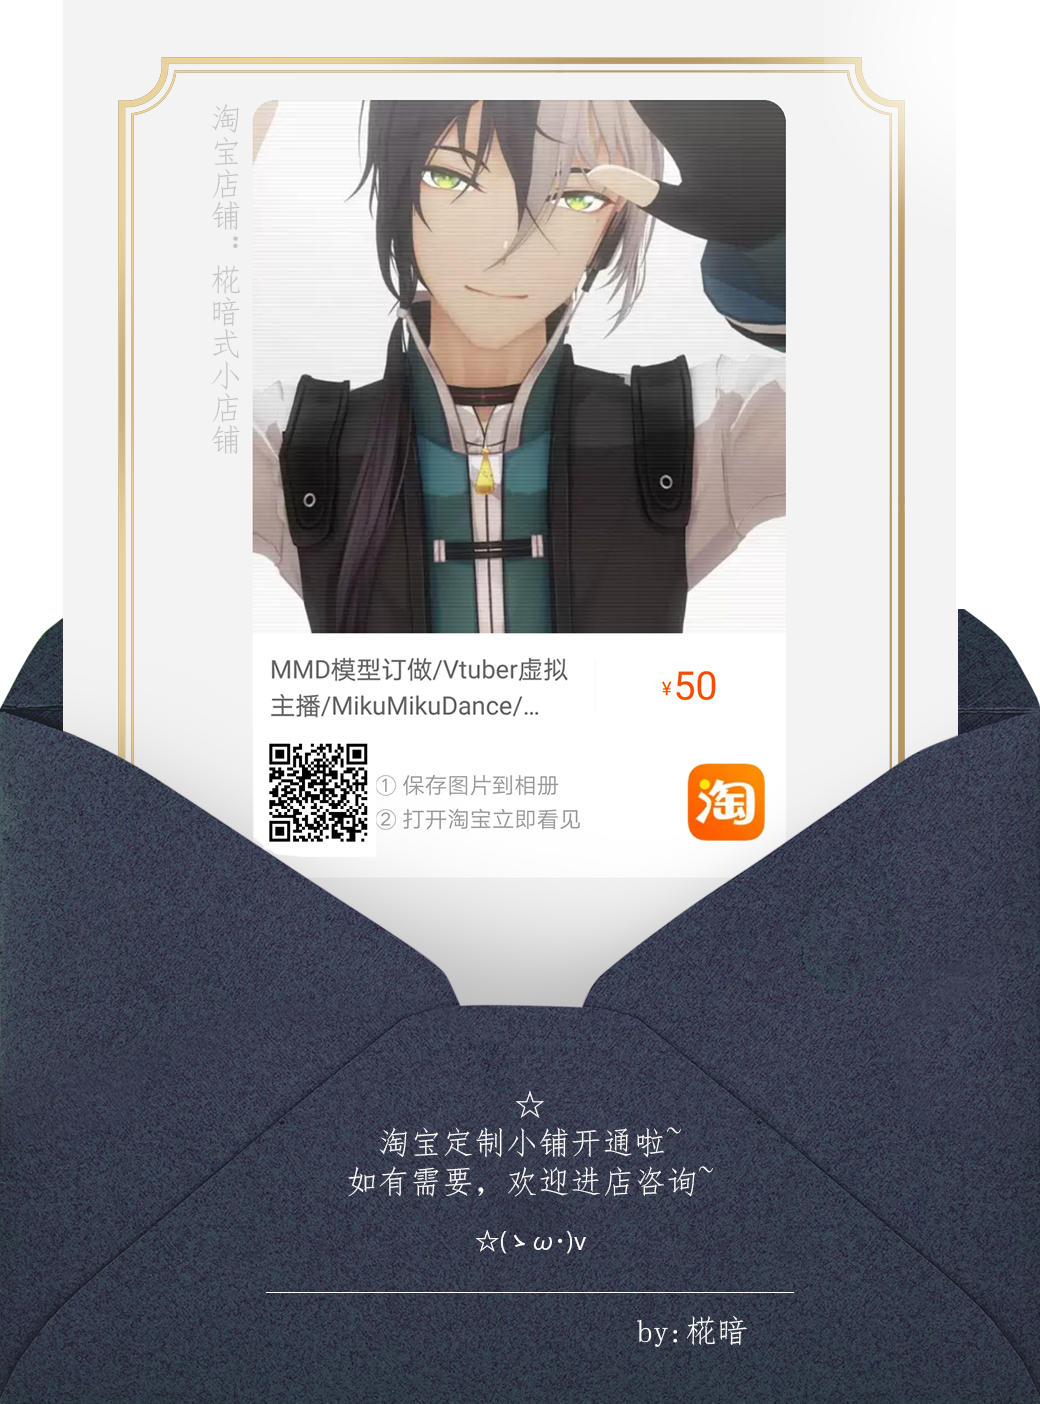 淘宝店铺：椛暗式小店铺
MMD模型订做/Vtuber虚拟
主播/MikuMikuDance/...
¥50
① 保存图片到相册
② 打开淘宝立即看见
淘
☆
淘宝定制小铺开通啦~
如有需要，欢迎进店咨询~
☆(ゝω･)v
by:椛暗